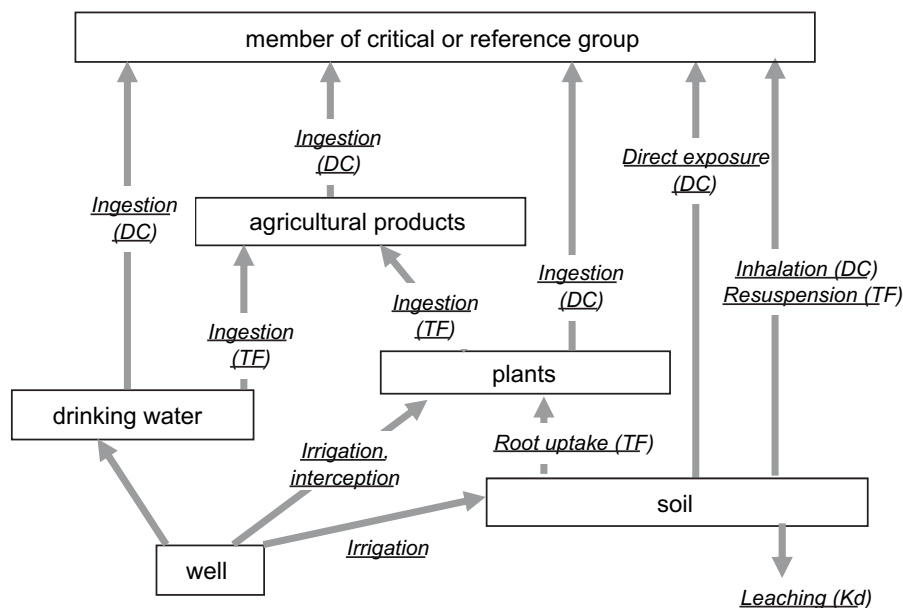 member of critical or reference group
Ingestion
(DC)
Direct exposure
(DC)
agricultural products
Ingestion
(DC)
Inhalation (DC)
Resuspension (TF)
Ingestion
(DC)
Ingestion
(TF)
Ingestion
(TF)
plants
drinking water
Root uptake (TF)
Irrigation,
interception
soil
Irrigation
well
Leaching (Kd)